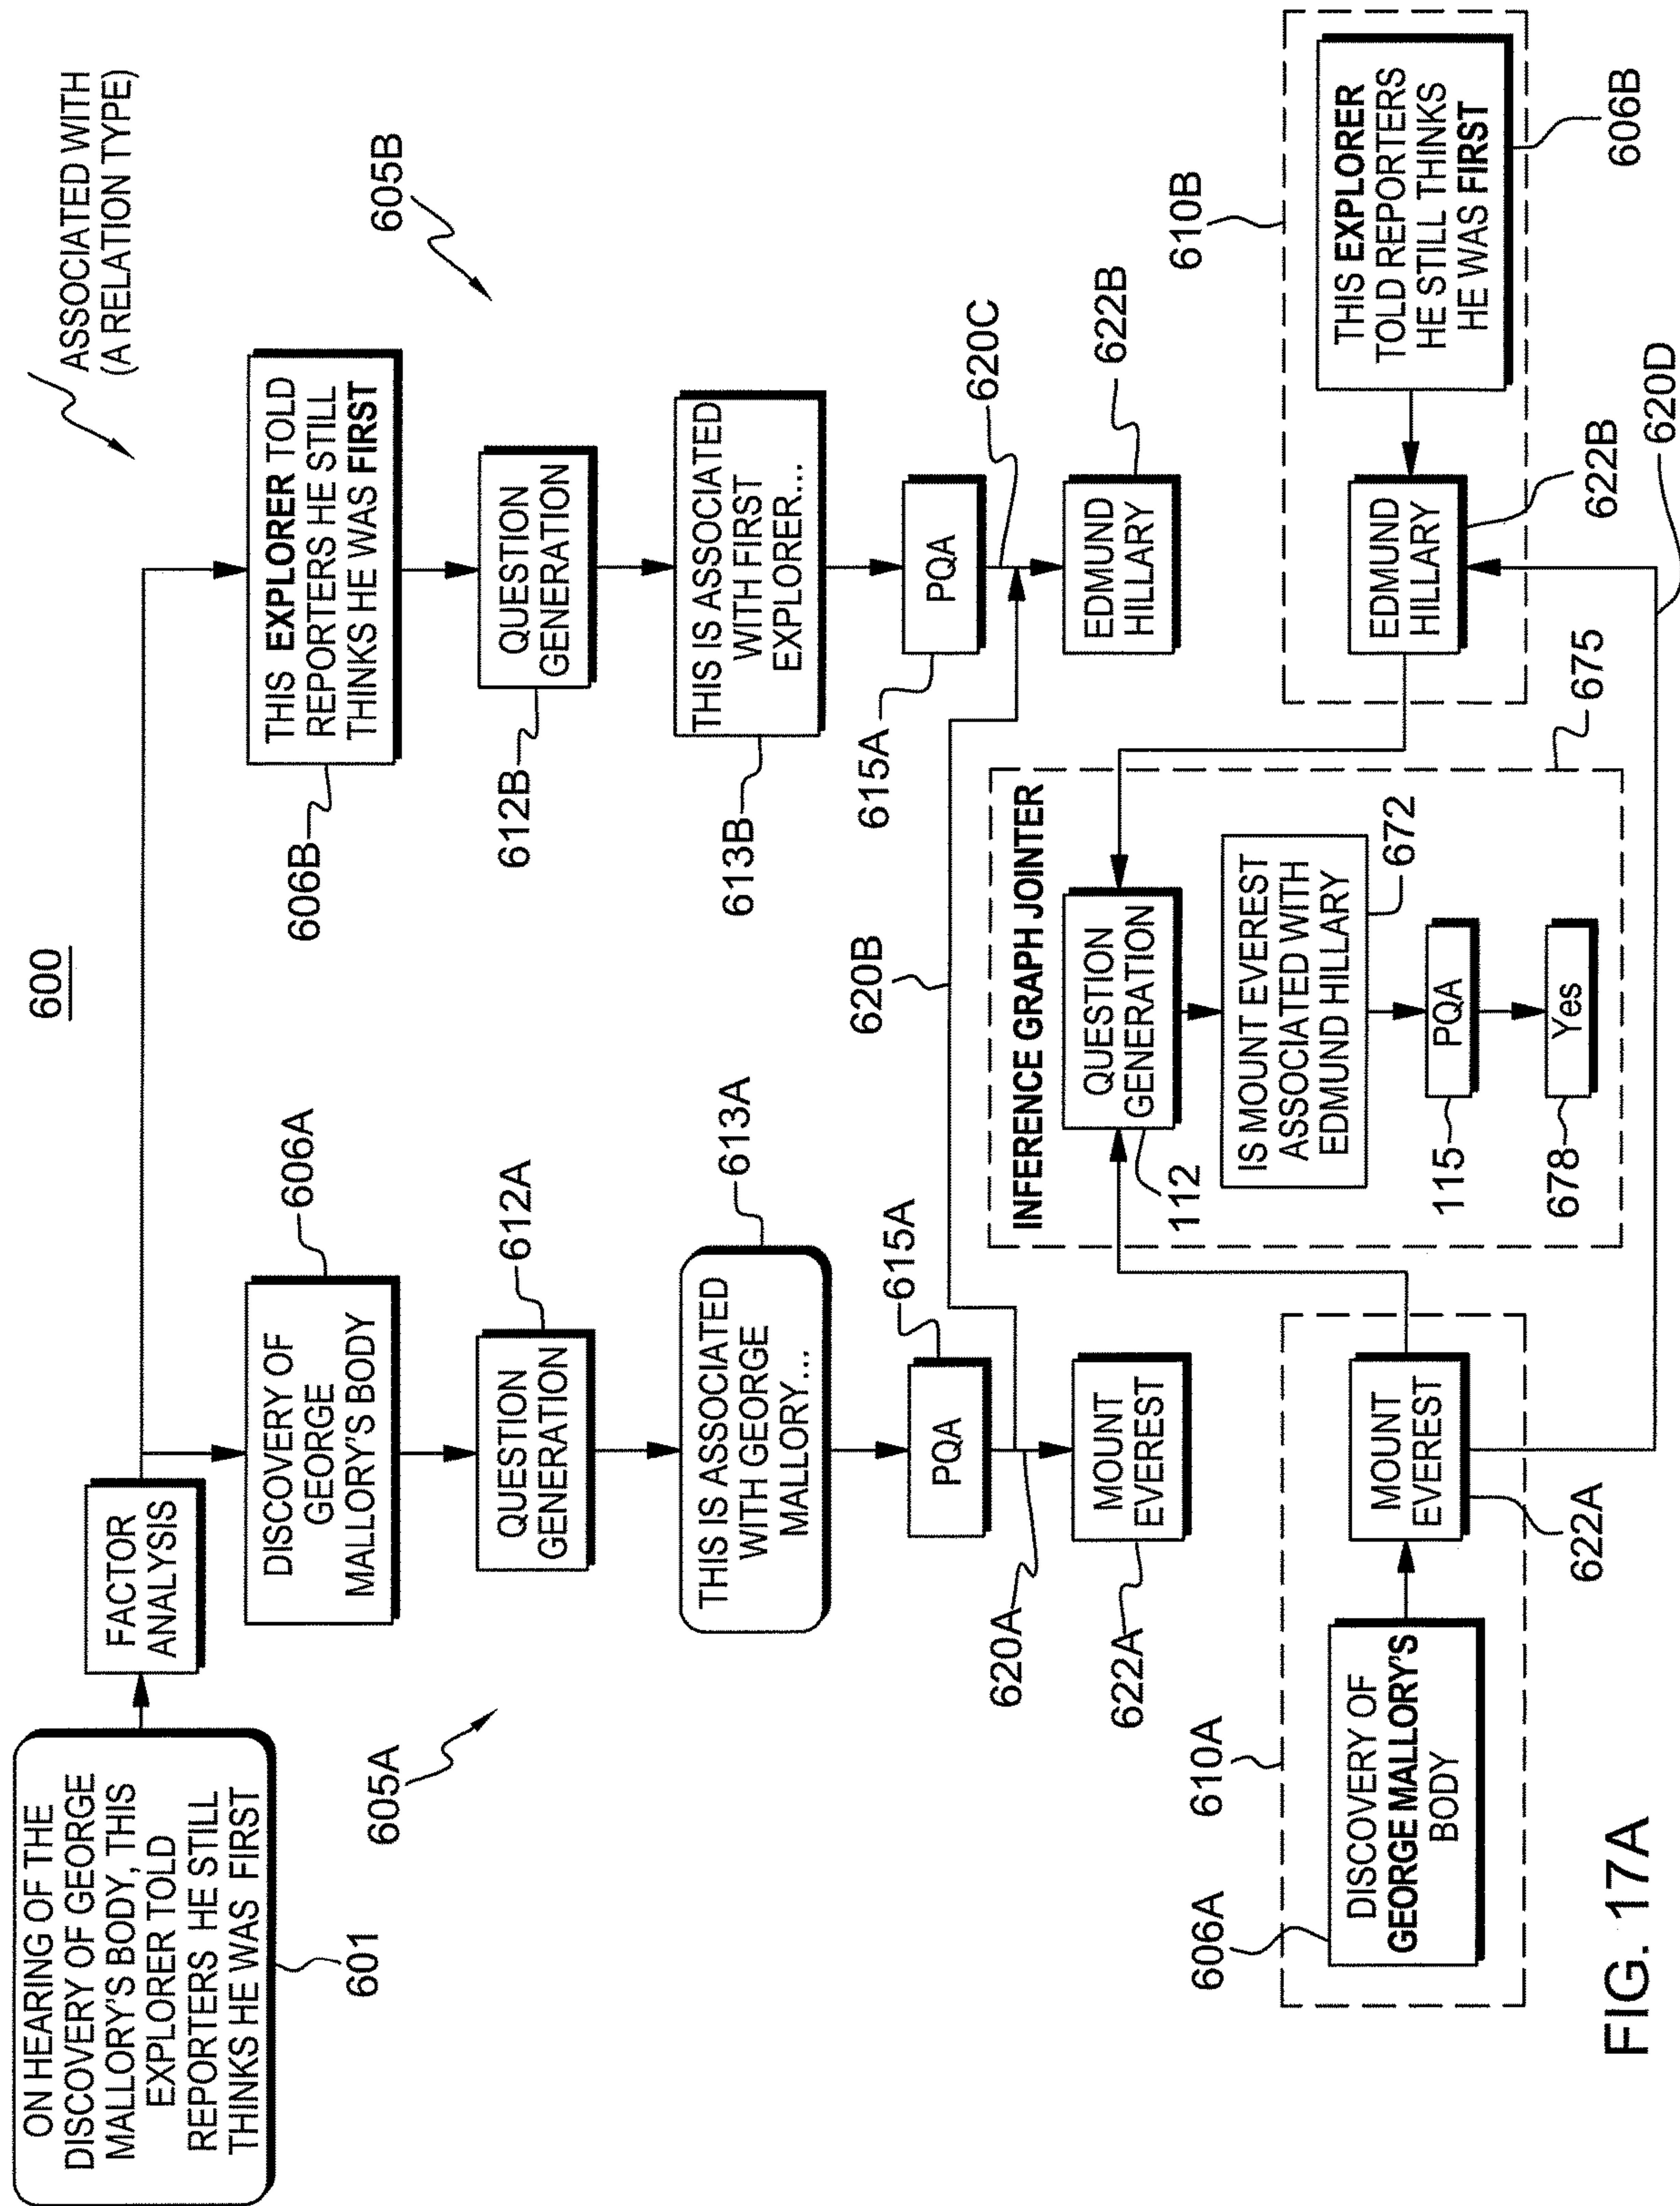 600
ASSOCIATED WITH
(A RELATION TYPE)
ON HEARING OF THE
DISCOVERY OF GEORGE
MALLORY'S BODY, THIS
EXPLORER TOLD
REPORTERS HE STILL
THINKS HE WAS FIRST
601
FACTOR
ANALYSIS
605A
DISCOVERY OF
GEORGE
MALLORY'S BODY
606A
QUESTION
GENERATION
612A
THIS IS ASSOCIATED
WITH GEORGE
MALLORY...
613A
PQA
615A
620A
MOUNT
EVEREST
622A
620B
605B
THIS EXPLORER TOLD
REPORTERS HE STILL
THINKS HE WAS FIRST
606B
QUESTION
GENERATION
612B
THIS IS ASSOCIATED
WITH FIRST
EXPLORER...
613B
PQA
615A
620C
EDMUND
HILLARY
622B
610A
606A
DISCOVERY OF
GEORGE MALLORY'S
BODY
MOUNT
EVEREST
622A
INFERENCE GRAPH JOINTER
QUESTION
GENERATION
112
IS MOUNT EVEREST
ASSOCIATED WITH
EDMUND HILLARY
672
PQA
115
Yes
678
675
610B
EDMUND
HILLARY
622B
THIS EXPLORER
TOLD REPORTERS
HE STILL THINKS
HE WAS FIRST
606B
620D
FIG. 17A